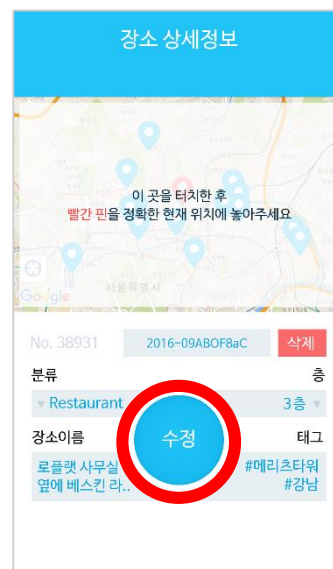 장소 상세정보
이 곳을 터치한 후
빨간 핀을 정확한 현재 위치에 놓아주세요
서울특별시
Google
No. 38931 2016-09ABOF8aC 삭제
분류 층
Restaurant 3층
장소이름 수정 태그
로플랫 사무실 #메리츠타워
옆에 베스킨 라.. #강남